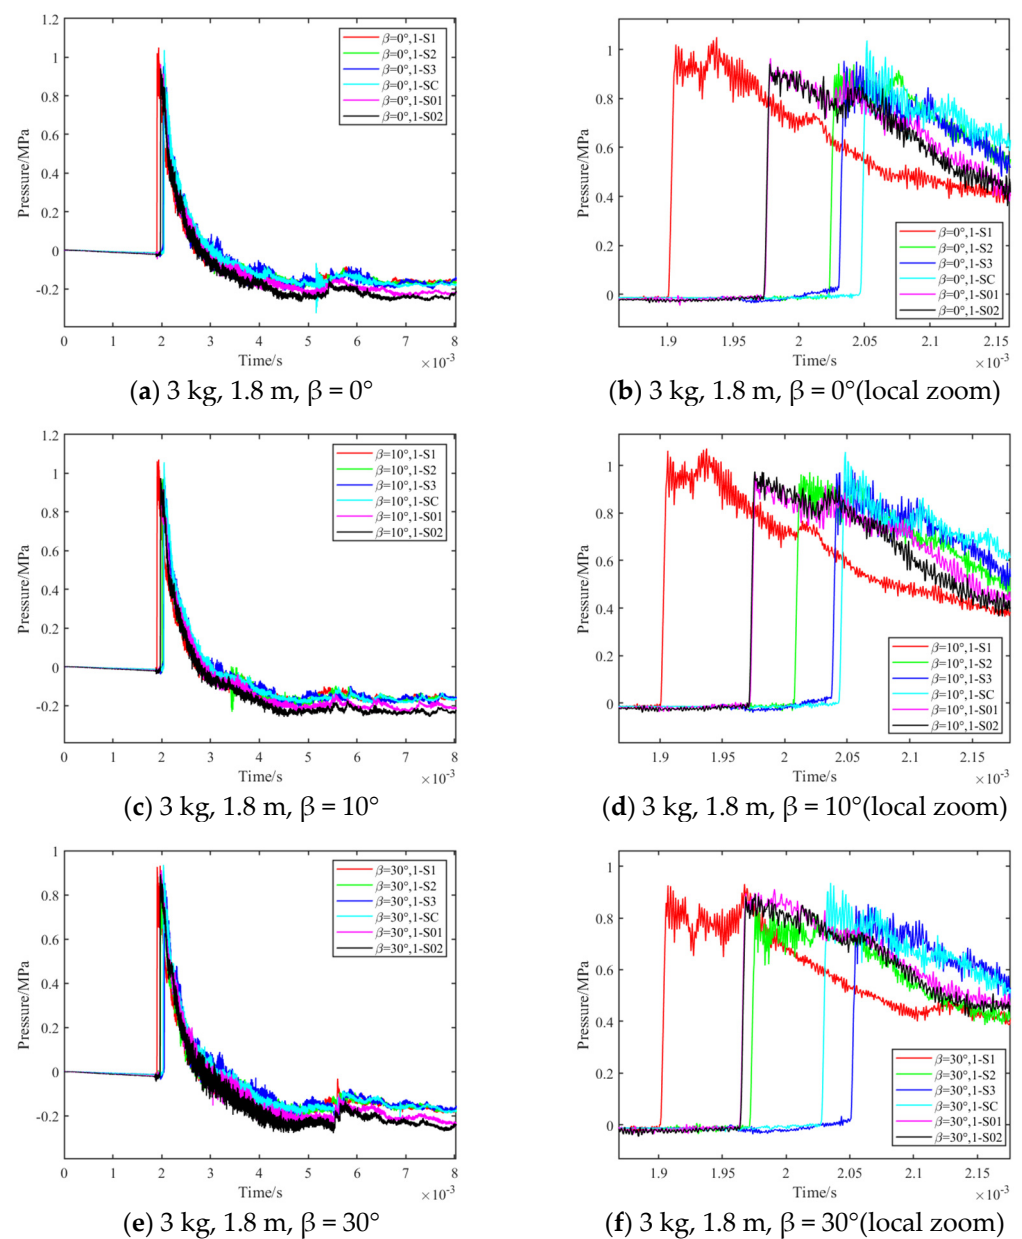 1.2
1
0.8
0.6
0.4
0.2
0
-0.2
Pressure/MPa
β=0°,1-S1
β=0°,1-S2
β=0°,1-S3
β=0°,1-SC
β=0°,1-S01
β=0°,1-S02
0 1 2 3 4 5 6 7 8
Time/s
×10⁻³
(a) 3 kg, 1.8 m, β = 0°
1
0.8
0.6
0.4
0.2
0
Pressure/MPa
β=0°,1-S1
β=0°,1-S2
β=0°,1-S3
β=0°,1-SC
β=0°,1-S01
β=0°,1-S02
1.9 1.95 2 2.05 2.1 2.15
Time/s
×10⁻³
(b) 3 kg, 1.8 m, β = 0°(local zoom)
1.2
1
0.8
0.6
0.4
0.2
0
-0.2
Pressure/MPa
β=10°,1-S1
β=10°,1-S2
β=10°,1-S3
β=10°,1-SC
β=10°,1-S01
β=10°,1-S02
0 1 2 3 4 5 6 7 8
Time/s
×10⁻³
(c) 3 kg, 1.8 m, β = 10°
1
0.8
0.6
0.4
0.2
0
Pressure/MPa
β=10°,1-S1
β=10°,1-S2
β=10°,1-S3
β=10°,1-SC
β=10°,1-S01
β=10°,1-S02
1.9 1.95 2 2.05 2.1 2.15
Time/s
×10⁻³
(d) 3 kg, 1.8 m, β = 10°(local zoom)
1
0.8
0.6
0.4
0.2
0
-0.2
Pressure/MPa
β=30°,1-S1
β=30°,1-S2
β=30°,1-S3
β=30°,1-SC
β=30°,1-S01
β=30°,1-S02
0 1 2 3 4 5 6 7 8
Time/s
×10⁻³
(e) 3 kg, 1.8 m, β = 30°
1
0.8
0.6
0.4
0.2
0
Pressure/MPa
β=30°,1-S1
β=30°,1-S2
β=30°,1-S3
β=30°,1-SC
β=30°,1-S01
β=30°,1-S02
1.9 1.95 2 2.05 2.1 2.15
Time/s
×10⁻³
(f) 3 kg, 1.8 m, β = 30°(local zoom)